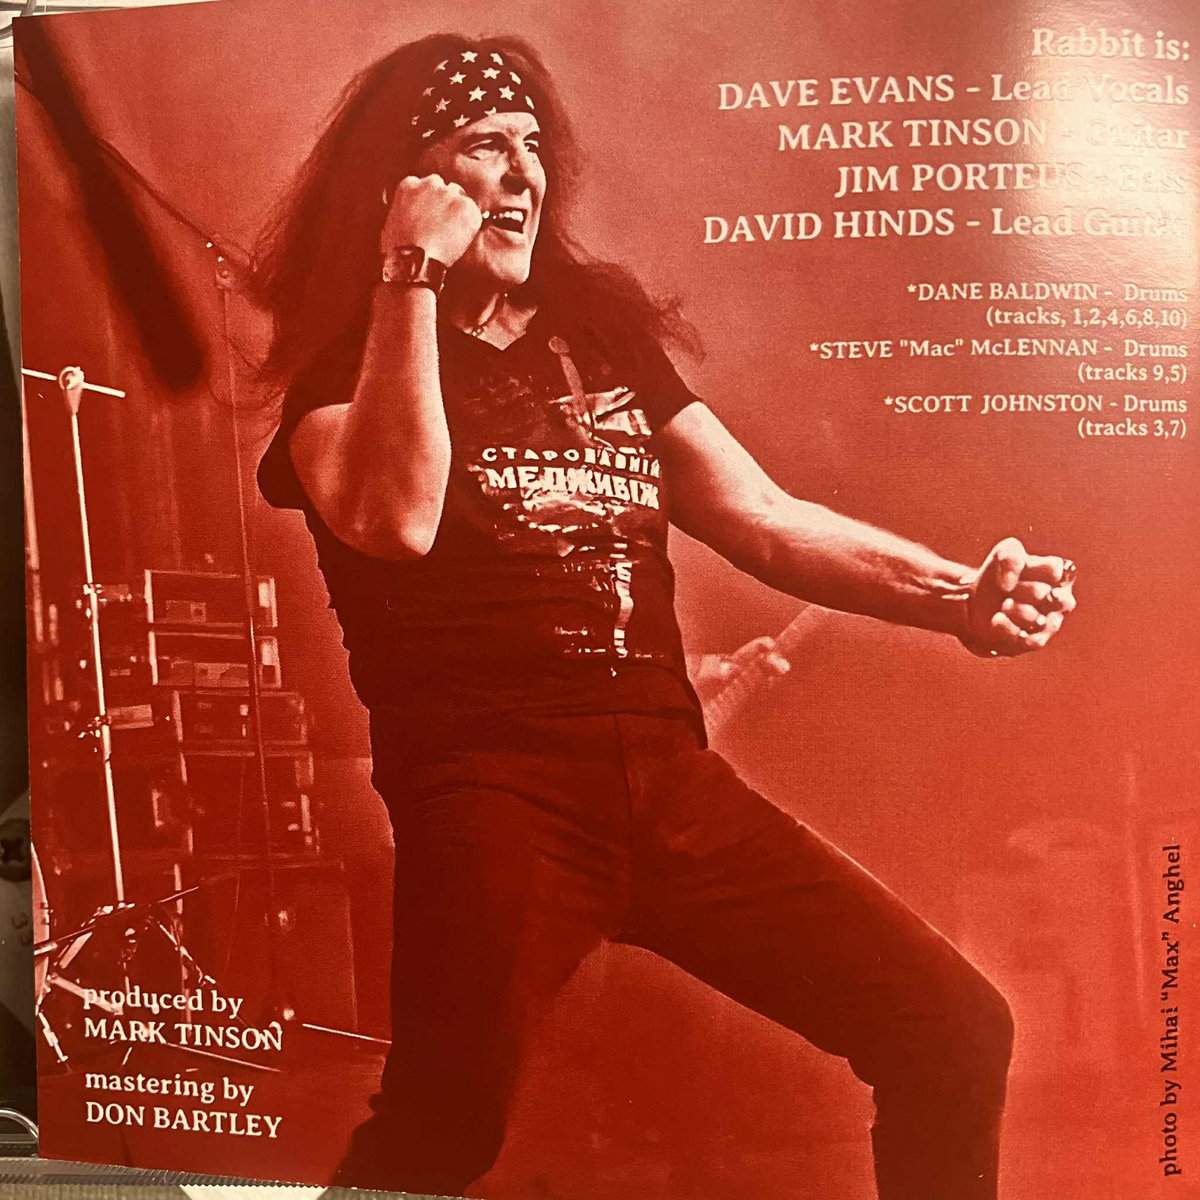 Rabbit is:
DAVE EVANS - Lead Vocals
MARK TINSON - Guitar
JIM PORTEUS - Bass
DAVID HINDS - Lead Guitar
*DANE BALDWIN - Drums
(tracks, 1,2,4,6,8,10)
*STEVE "Mac" McLENNAN - Drums
(tracks 9,5)
*SCOTT JOHNSTON - Drums
(tracks 3,7)
СТАРОДАВНІЙ
МЕДЖИБІЖ
produced by
MARK TINSON
mastering by
DON BARTLEY
photo by Mihai “Max” Anghel